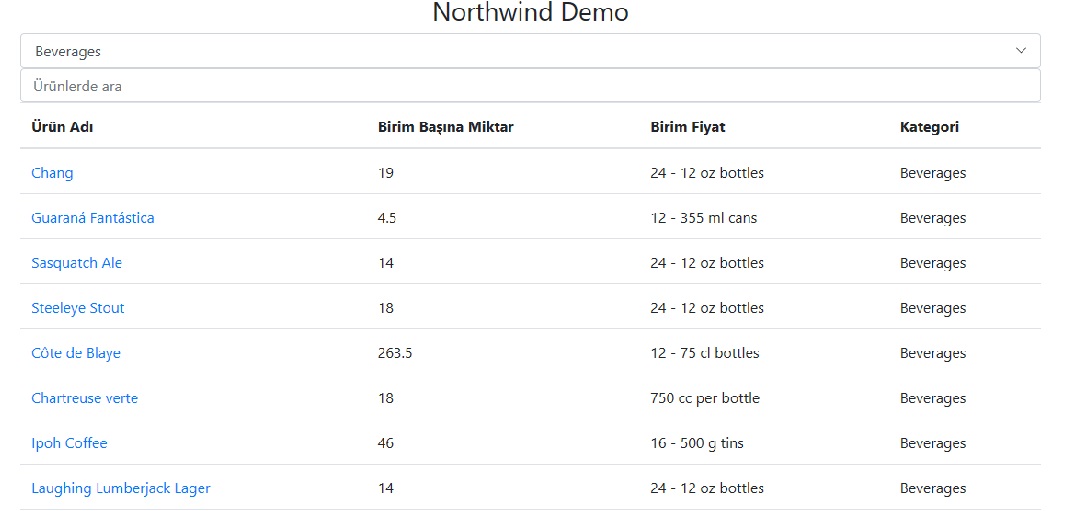 Northwind Demo
Beverages
Ürünlerde ara
Ürün Adı Birim Başına Miktar Birim Fiyat Kategori
Chang 19 24 - 12 oz bottles Beverages
Guaraná Fantástica 4.5 12 - 355 ml cans Beverages
Sasquatch Ale 14 24 - 12 oz bottles Beverages
Steeleye Stout 18 24 - 12 oz bottles Beverages
Côte de Blaye 263.5 12 - 75 cl bottles Beverages
Chartreuse verte 18 750 cc per bottle Beverages
Ipoh Coffee 46 16 - 500 g tins Beverages
Laughing Lumberjack Lager 14 24 - 12 oz bottles Beverages